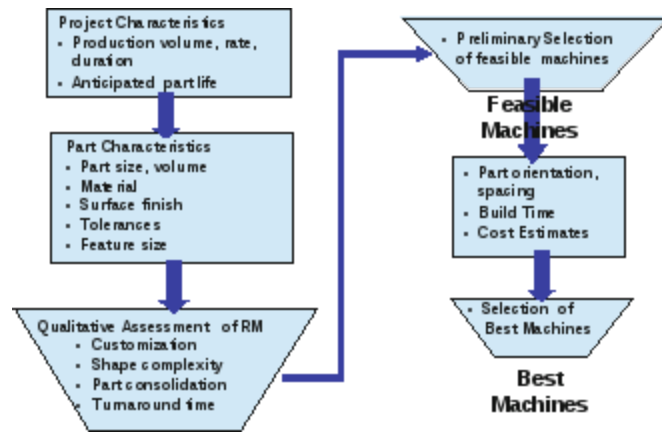 Project Characteristics
• Production volume, rate,
duration
• Anticipated part life
Part Characteristics
• Part size, volume
• Material
• Surface finish
• Tolerances
• Feature size
Qualitative Assessment of RM
• Customization
• Shape complexity
• Part consolidation
• Turnaround time
• Preliminary Selection
of feasible machines
Feasible
Machines
• Part orientation,
spacing
• Build Time
• Cost Estimates
• Selection of
Best Machines
Best
Machines